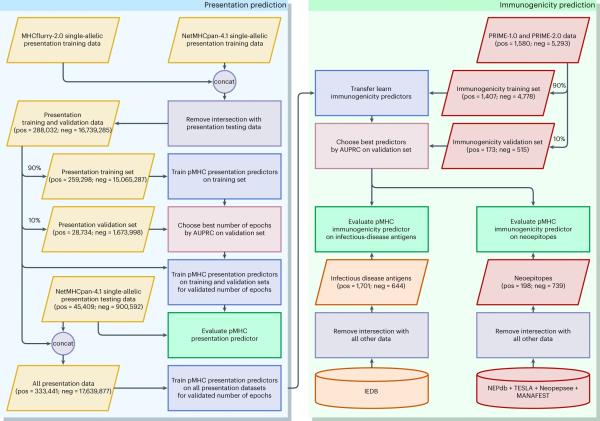 Presentation prediction
MHCflurry-2.0 single-allelic
presentation training data
NetMHCpan-4.1 single-allelic
presentation training data
concat
Presentation
training and validation data
(pos = 288,032; neg = 16,739,285)
Remove intersection with
presentation testing data
90%
Presentation training set
(pos = 259,298; neg = 15,065,287)
Train pMHC presentation predictors
on training set
10%
Presentation validation set
(pos = 28,734; neg = 1,673,998)
Choose best number of epochs
by AUPRC on validation set
Train pMHC presentation predictors
on training and validation sets
for validated number of epochs
NetMHCpan-4.1 single-allelic
presentation testing data
(pos = 45,409; neg = 900,592)
Evaluate pMHC
presentation predictor
concat
All presentation data
(pos = 333,441; neg = 17,639,877)
Train pMHC presentation predictors
on all presentation datasets
for validated number of epochs
Immunogenicity prediction
PRIME-1.0 and PRIME-2.0 data
(pos = 1,580; neg = 5,293)
90%
Transfer learn
immunogenicity predictors
Immunogenicity training set
(pos = 1,407; neg = 4,778)
10%
Choose best predictors
by AUPRC on validation set
Immunogenicity validation set
(pos = 173; neg = 515)
Evaluate pMHC
immunogenicity predictor
on infectious-disease antigens
Evaluate pMHC
immunogenicity predictor
on neoepitopes
Infectious disease antigens
(pos = 1,701; neg = 644)
Neoepitopes
(pos = 198; neg = 739)
Remove intersection with
all other data
Remove intersection with
all other data
IEDB
NEPdb + TESLA + Neopepsee +
MANAFEST